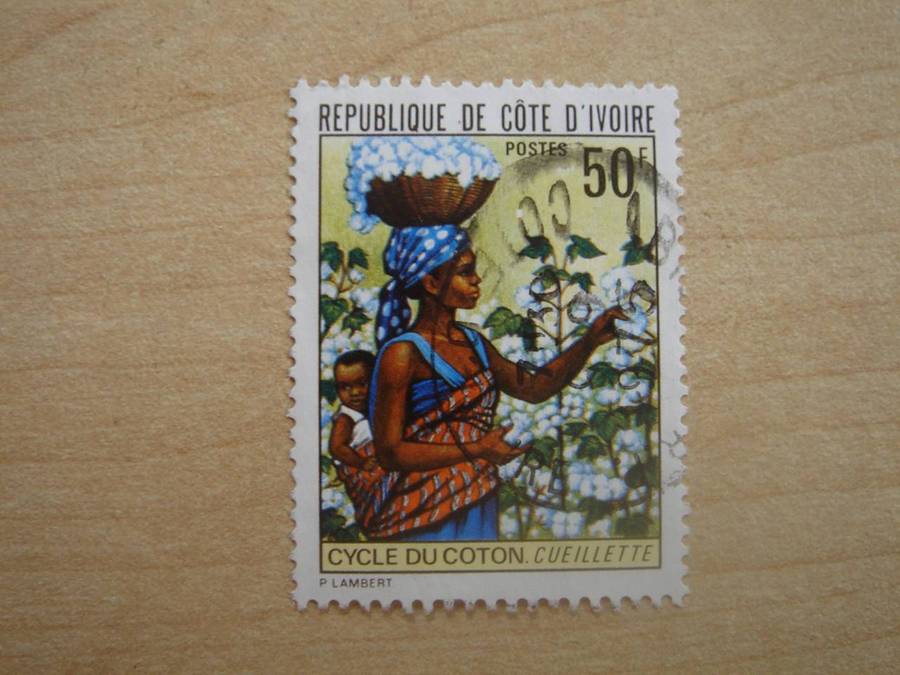 REPUBLIQUE DE CÔTE D'IVOIRE
POSTES 50F
CYCLE DU COTON. CUEILLETTE
P LAMBERT